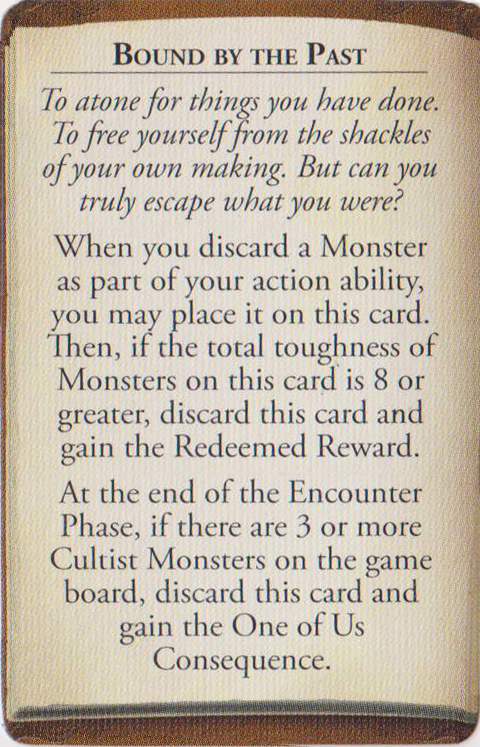 BOUND BY THE PAST
To atone for things you have done.
To free yourself from the shackles
of your own making. But can you
truly escape what you were?
When you discard a Monster
as part of your action ability,
you may place it on this card.
Then, if the total toughness of
Monsters on this card is 8 or
greater, discard this card and
gain the Redeemed Reward.
At the end of the Encounter
Phase, if there are 3 or more
Cultist Monsters on the game
board, discard this card and
gain the One of Us
Consequence.